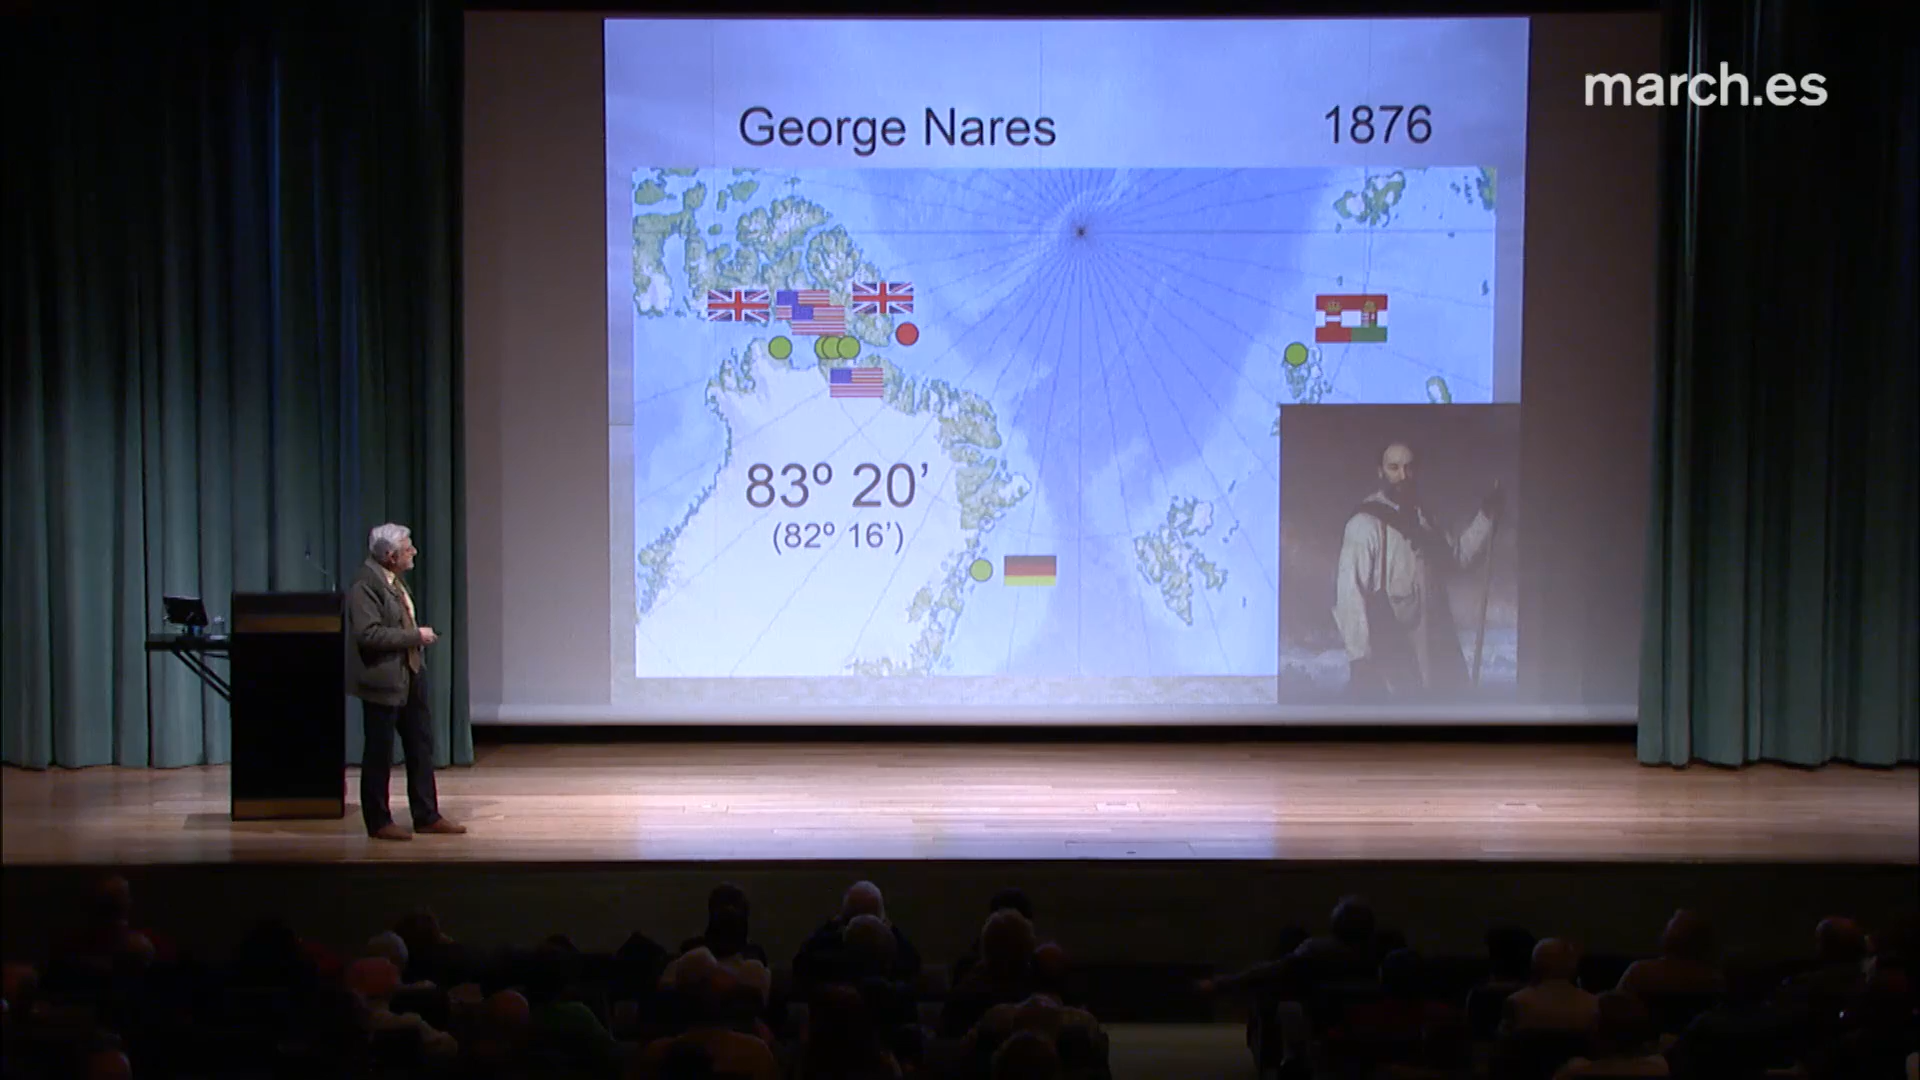 march.es
George Nares
1876
83º 20’
(82º 16’)